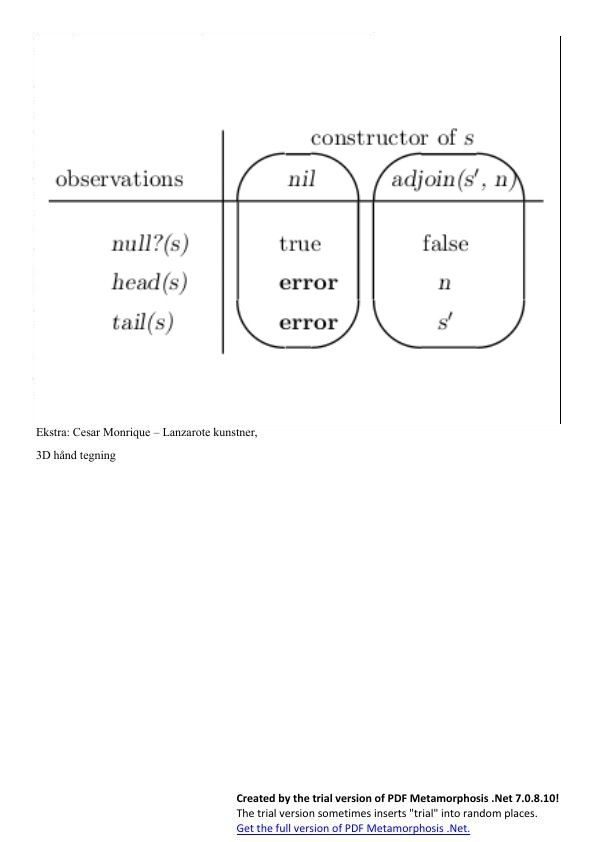 constructor of s
observations nil adjoin(s′, n)
null?(s) true false
head(s) error n
tail(s) error s′
Ekstra: Cesar Monrique – Lanzarote kunstner,
3D hånd tegning
Created by the trial version of PDF Metamorphosis .Net 7.0.8.10!
The trial version sometimes inserts "trial" into random places.
Get the full version of PDF Metamorphosis .Net.